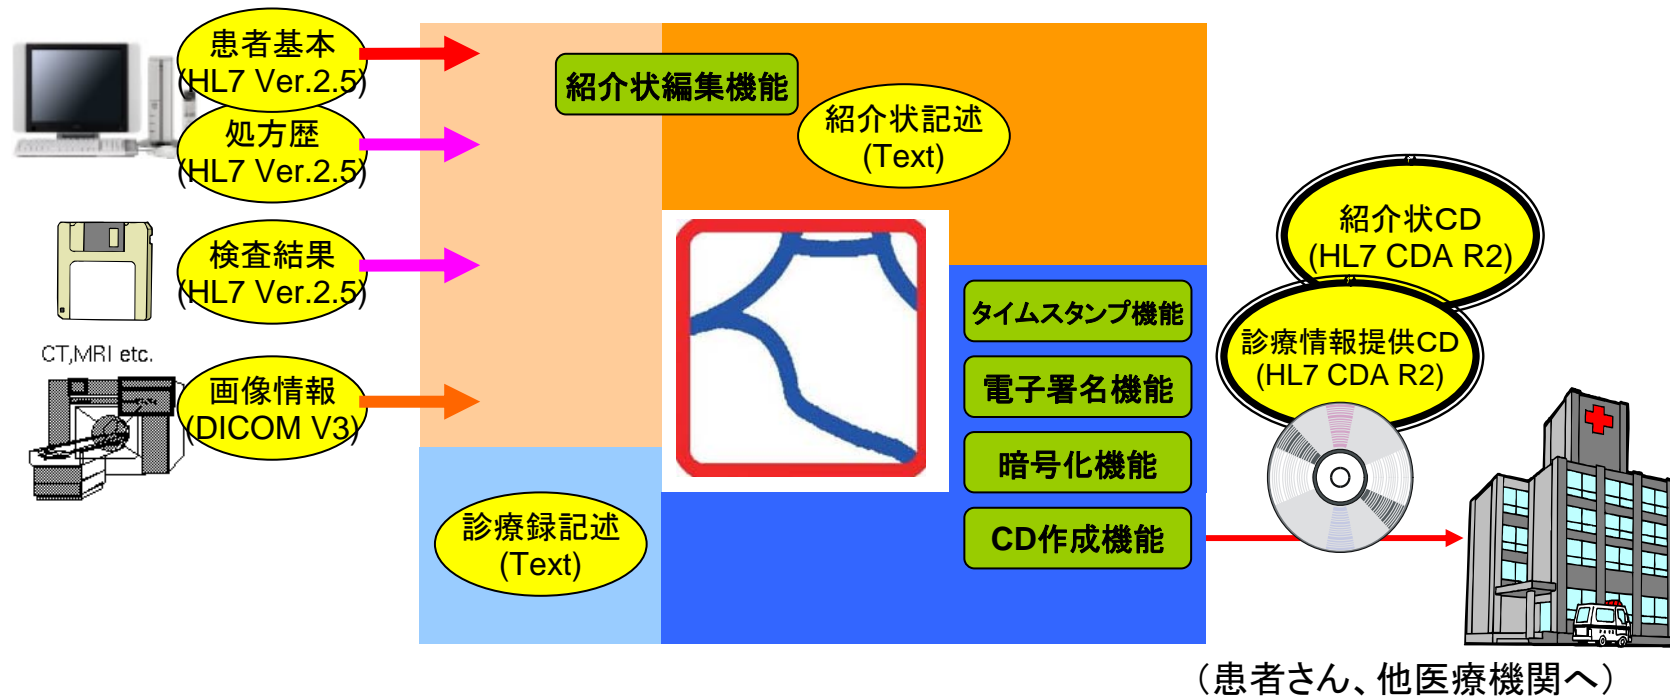 患者基本
(HL7 Ver.2.5)
処方歴
(HL7 Ver.2.5)
検査結果
(HL7 Ver.2.5)
CT,MRI etc.
画像情報
(DICOM V3)
紹介状編集機能
紹介状記述
(Text)
診療録記述
(Text)
タイムスタンプ機能
電子署名機能
暗号化機能
CD作成機能
紹介状CD
(HL7 CDA R2)
診療情報提供CD
(HL7 CDA R2)
（患者さん、他医療機関へ）